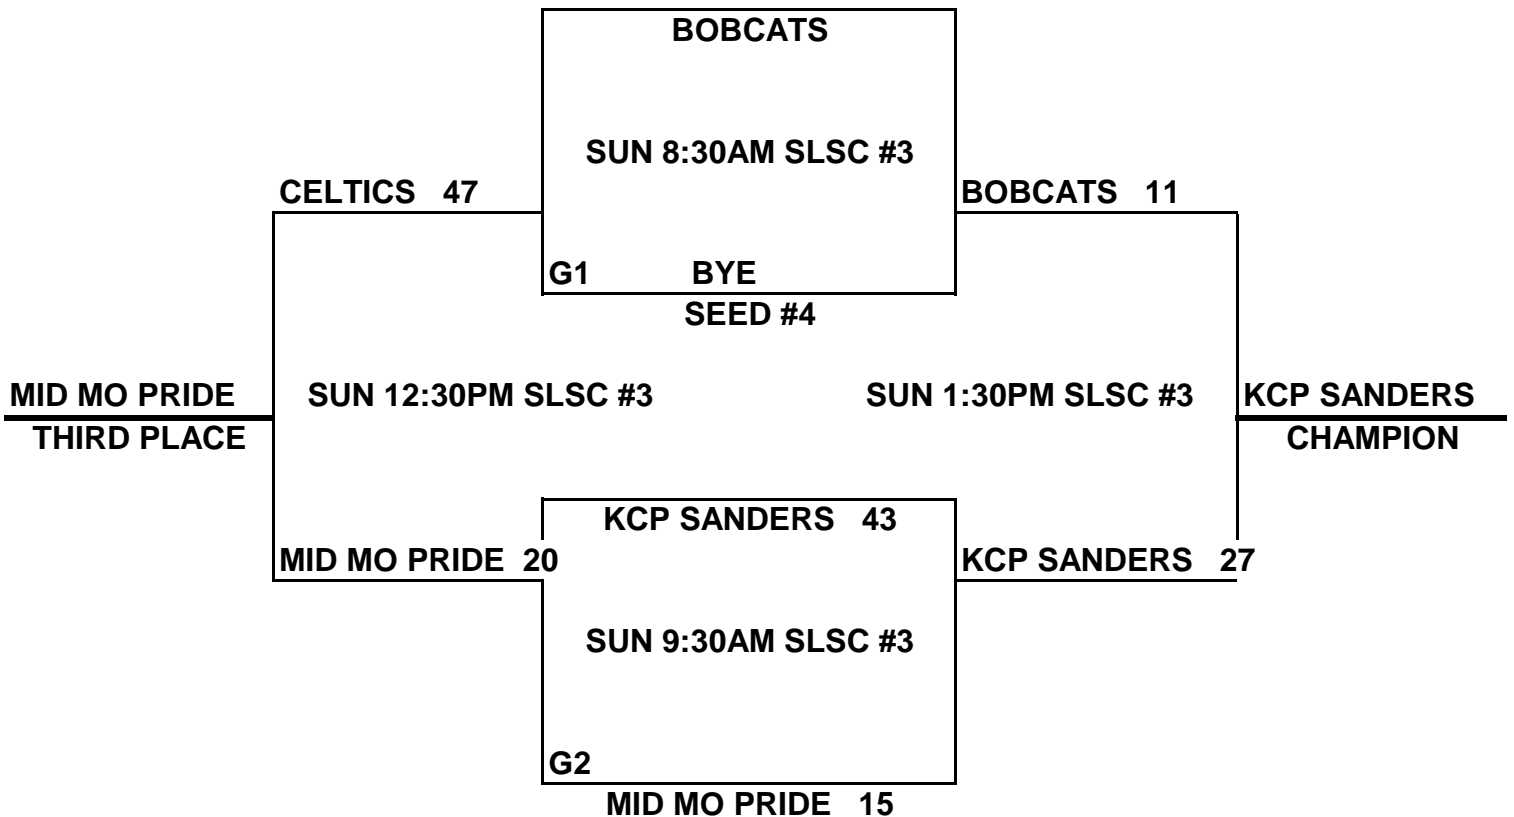 BOBCATS
SUN 8:30AM SLSC #3
CELTICS 47
BOBCATS 11
G1 BYE
SEED #4
MID MO PRIDE
SUN 12:30PM SLSC #3
SUN 1:30PM SLSC #3
KCP SANDERS
THIRD PLACE
CHAMPION
KCP SANDERS 43
MID MO PRIDE 20
KCP SANDERS 27
SUN 9:30AM SLSC #3
G2
MID MO PRIDE 15